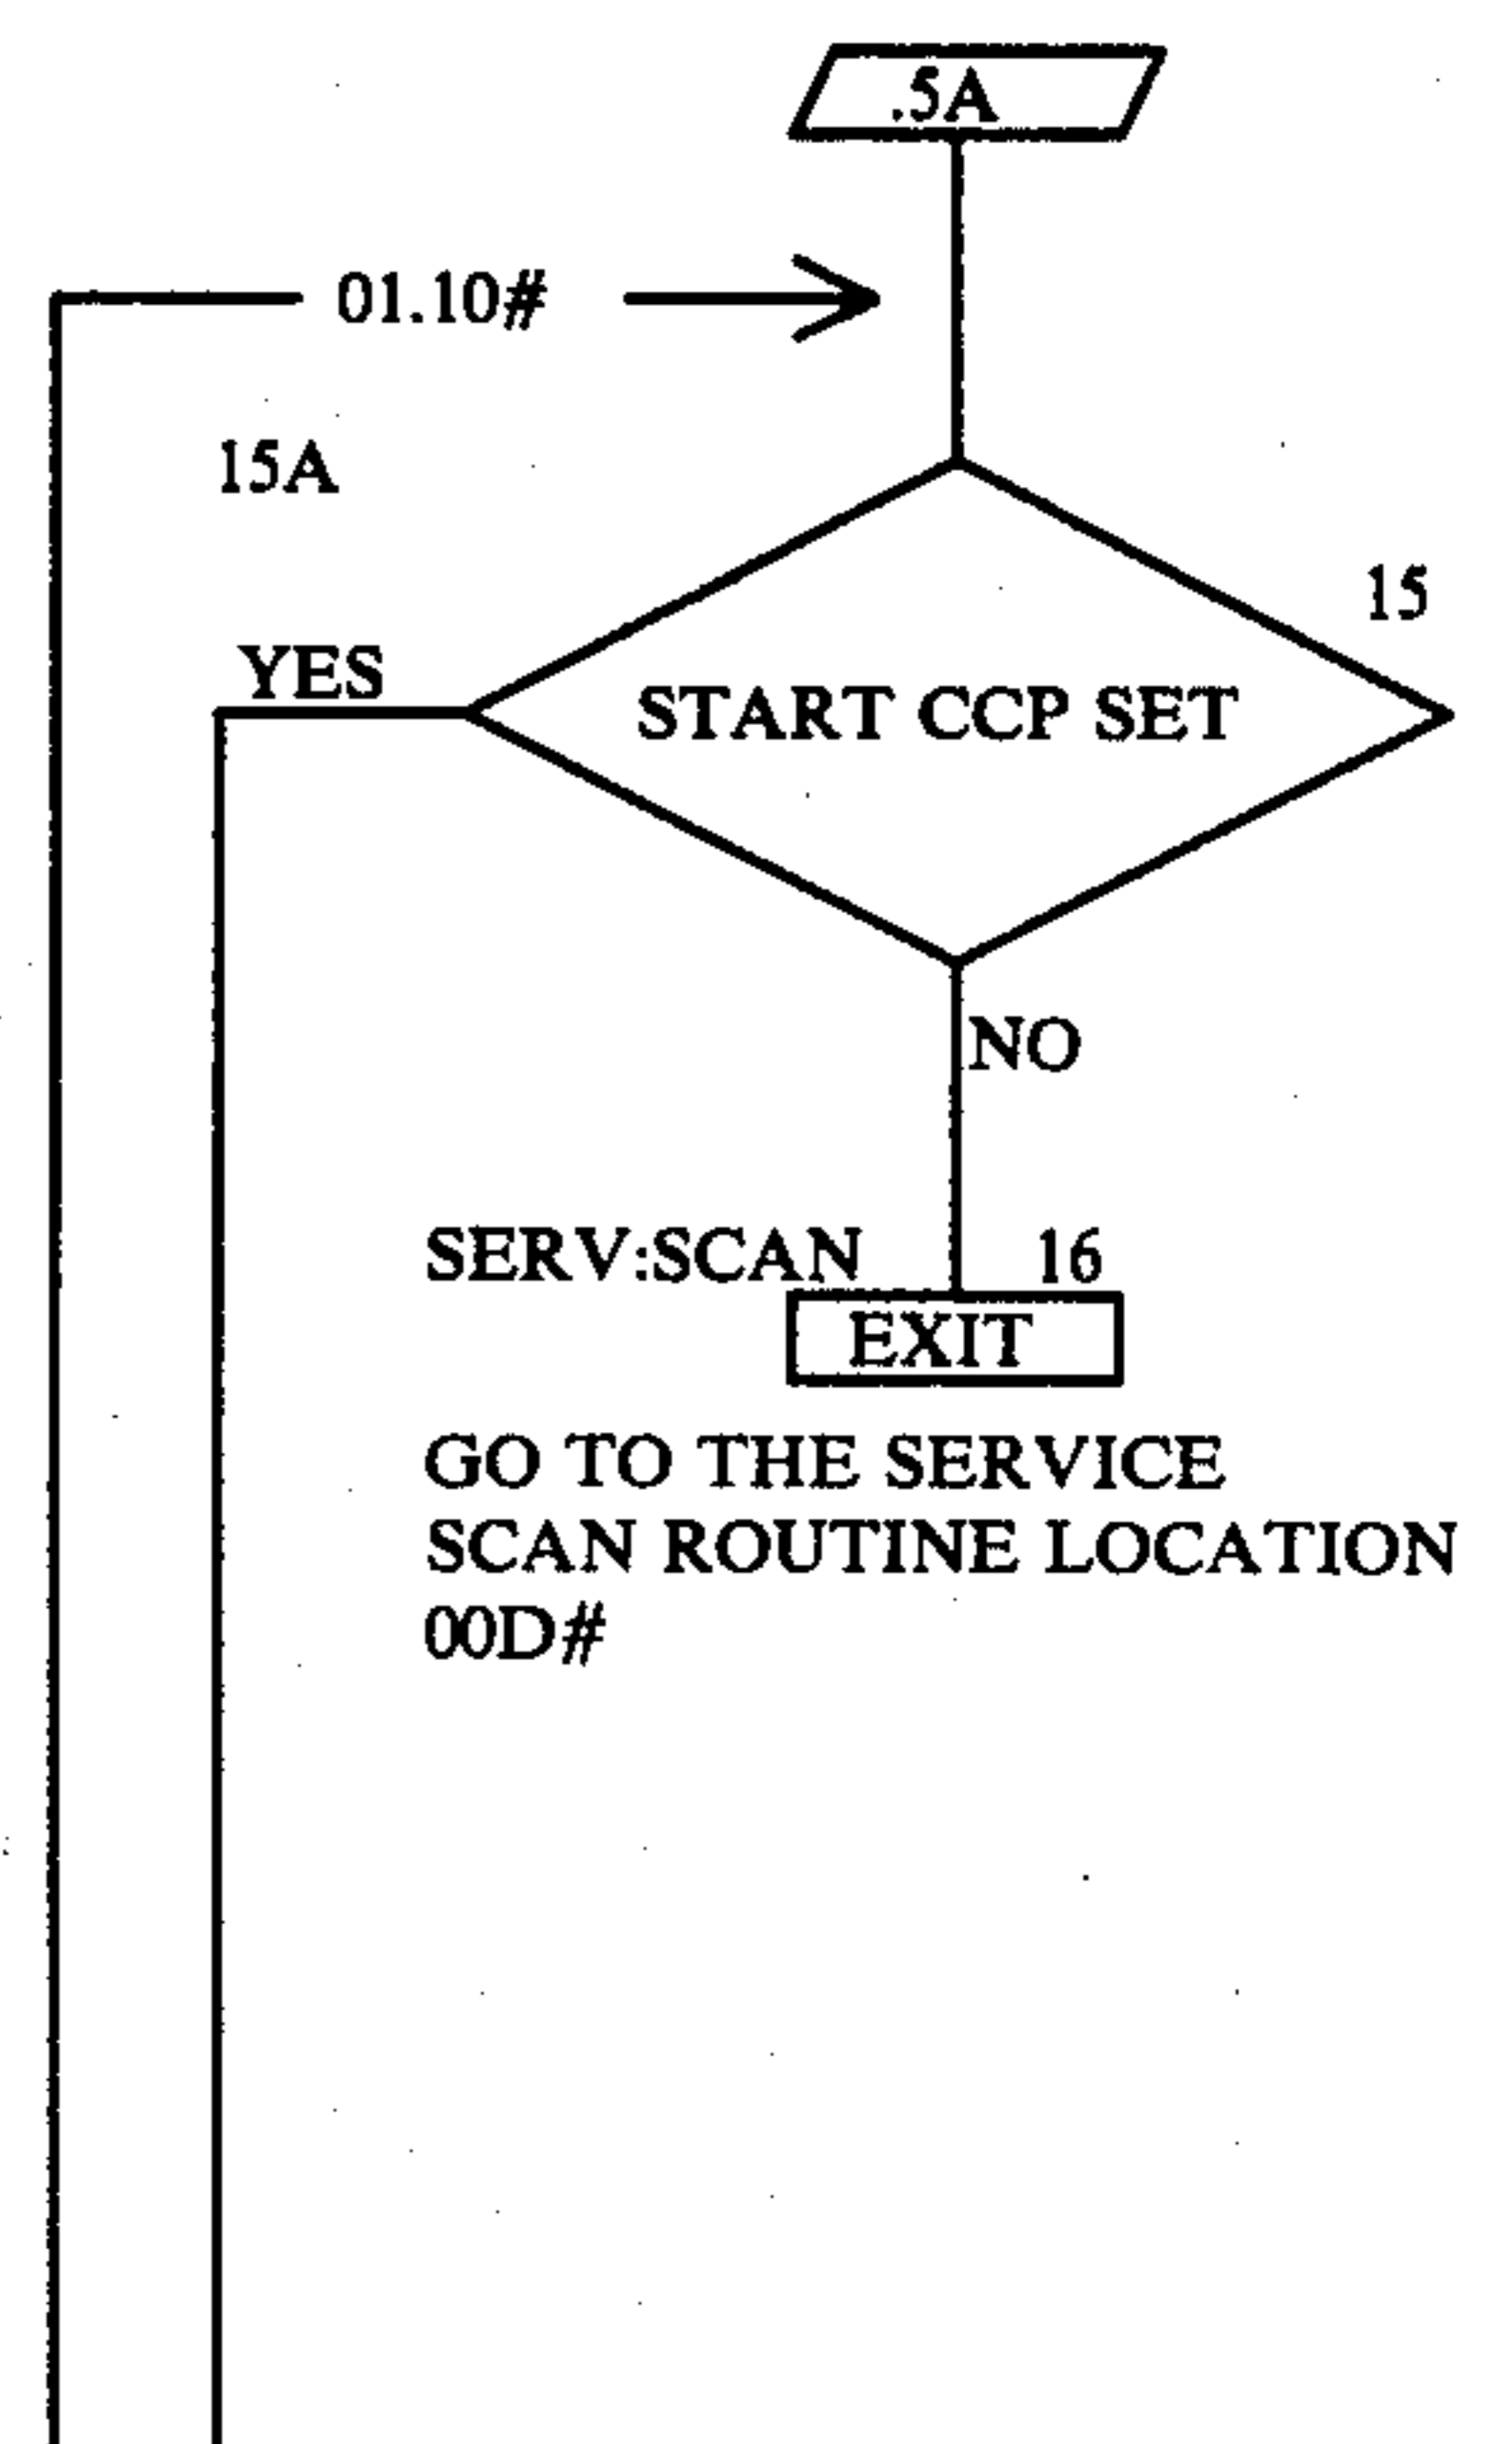 .5A
01.10#
15A
15
YES
START CCP SET
NO
SERV:SCAN 16
EXIT
GO TO THE SERVICE
SCAN ROUTINE LOCATION
00D#